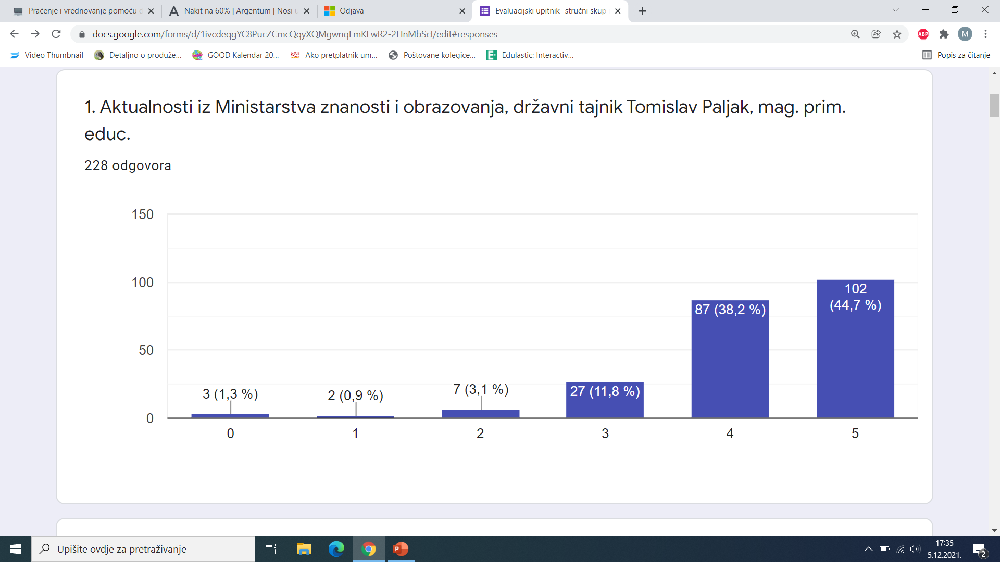 Praćenje i vrednovanje pomoću
Nakit na 60% | Argentum | Nosi
Odjava
Evaluacijski upitnik- stručni skup
docs.google.com/forms/d/1ivcdeqgYC8PucZCmcQqyXQMgwnqLmKFwR2-2HnMbScI/edit#responses
ABP
M
Video Thumbnail
Detaljno o produže...
GOOD Kalendar 20...
24
Ako pretplatnik um...
Poštovane kolegice...
Edulastic: Interactiv...
Popis za čitanje
1. Aktualnosti iz Ministarstva znanosti i obrazovanja, državni tajnik Tomislav Paljak, mag. prim.
educ.
228 odgovora
150
100
50
0
3 (1,3 %)
2 (0,9 %)
7 (3,1 %)
27 (11,8 %)
87 (38,2 %)
102
(44,7 %)
0 1 2 3 4 5
Upišite ovdje za pretraživanje
17:35
5.12.2021.
2